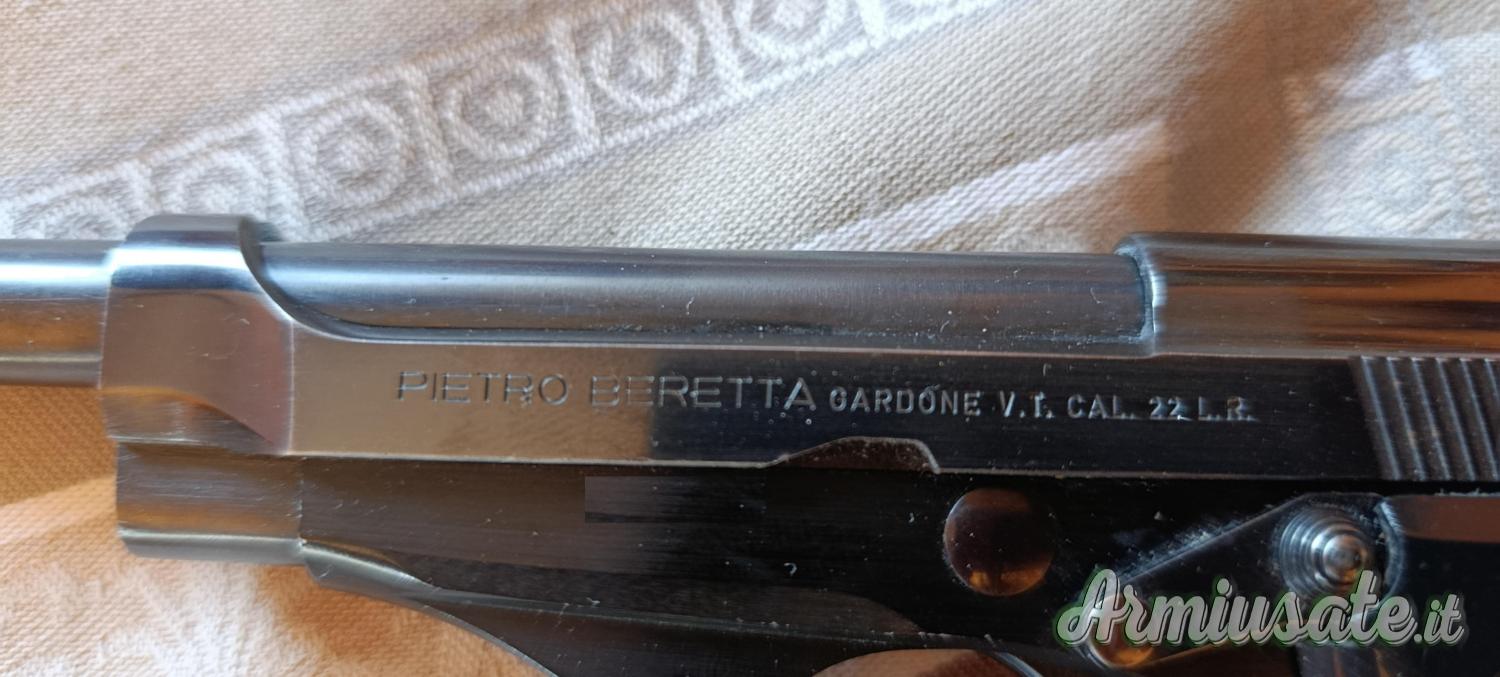 PIETRO BERETTA GARDONE V.T. CAL. 22 L.R.
Armiusate.it